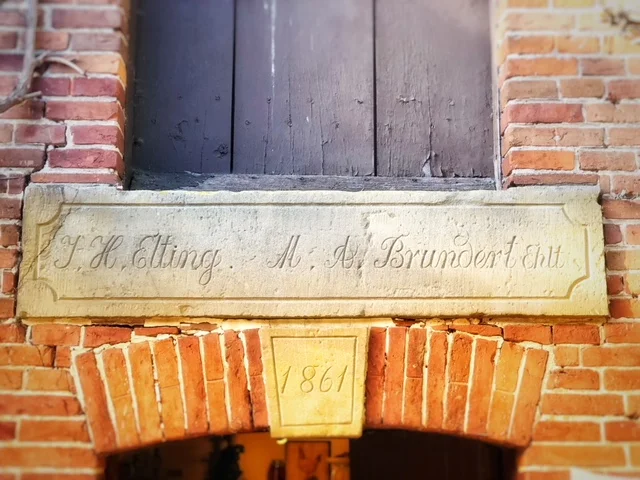 J. H. Elting. M. A. Brundert Ehlt
1861